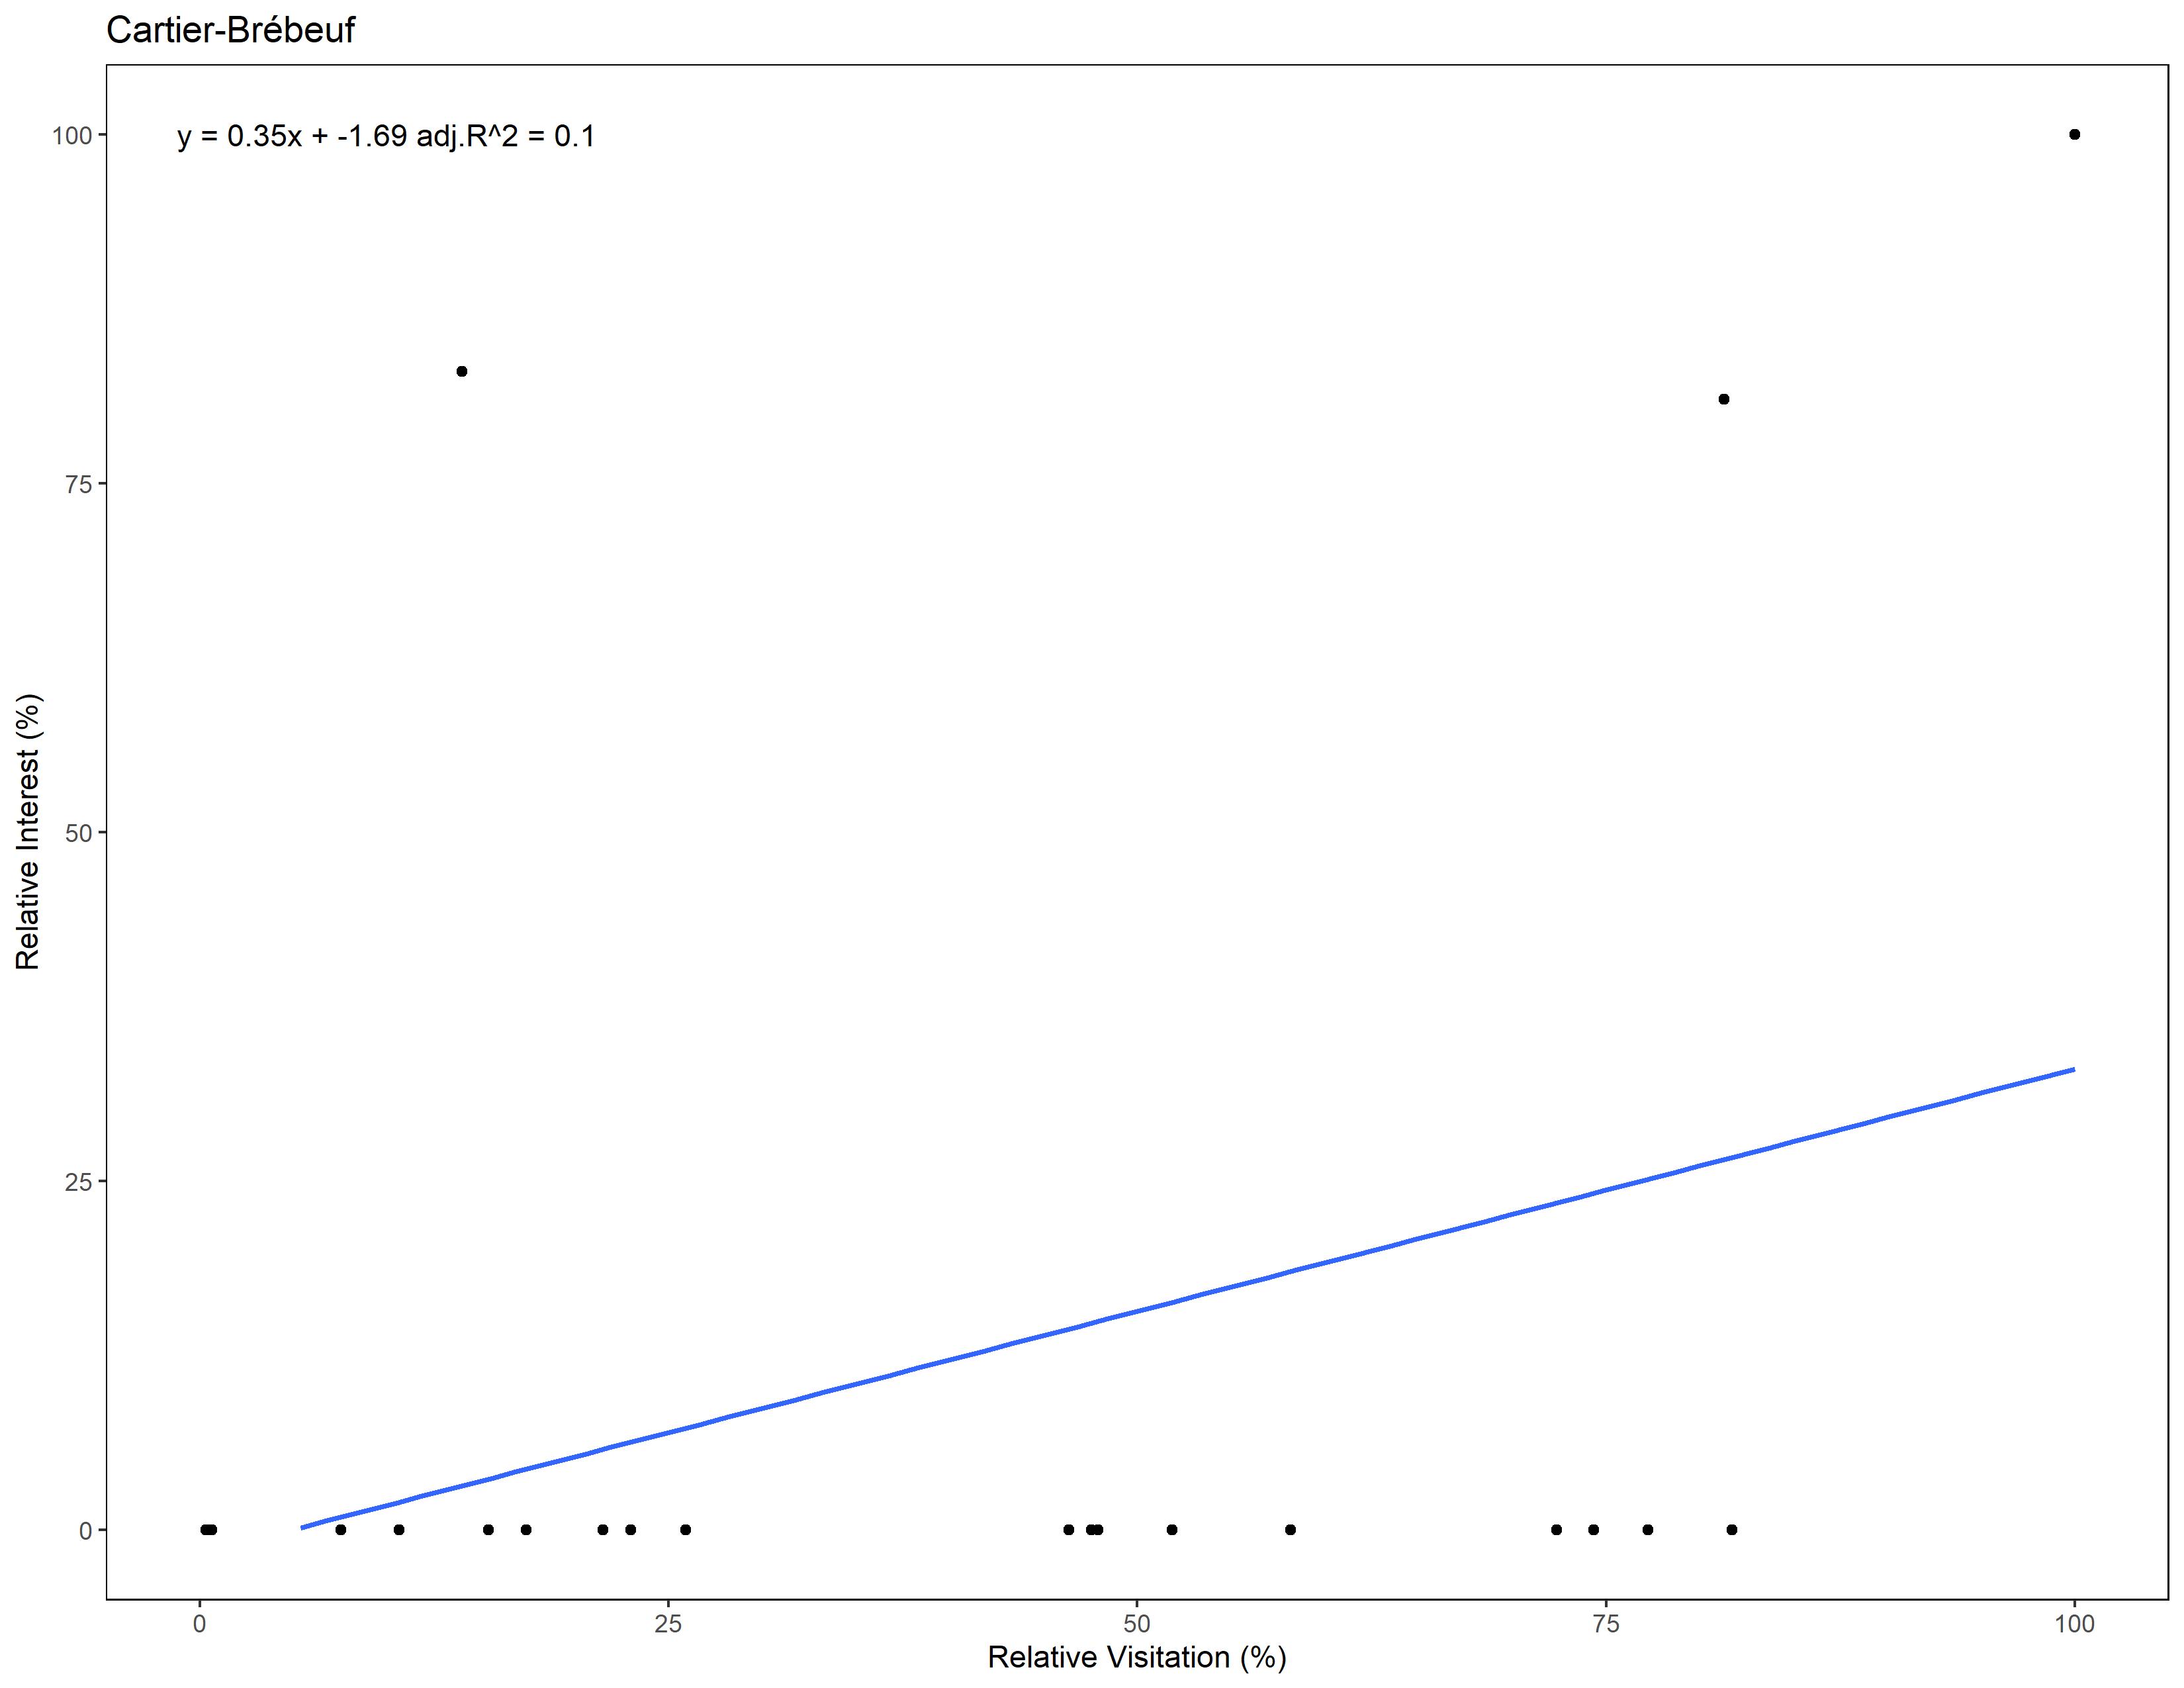 Cartier-Brébeuf
y = 0.35x + -1.69 adj.R^2 = 0.1
100
75
50
25
0
Relative Interest (%)
0 25 50 75 100
Relative Visitation (%)